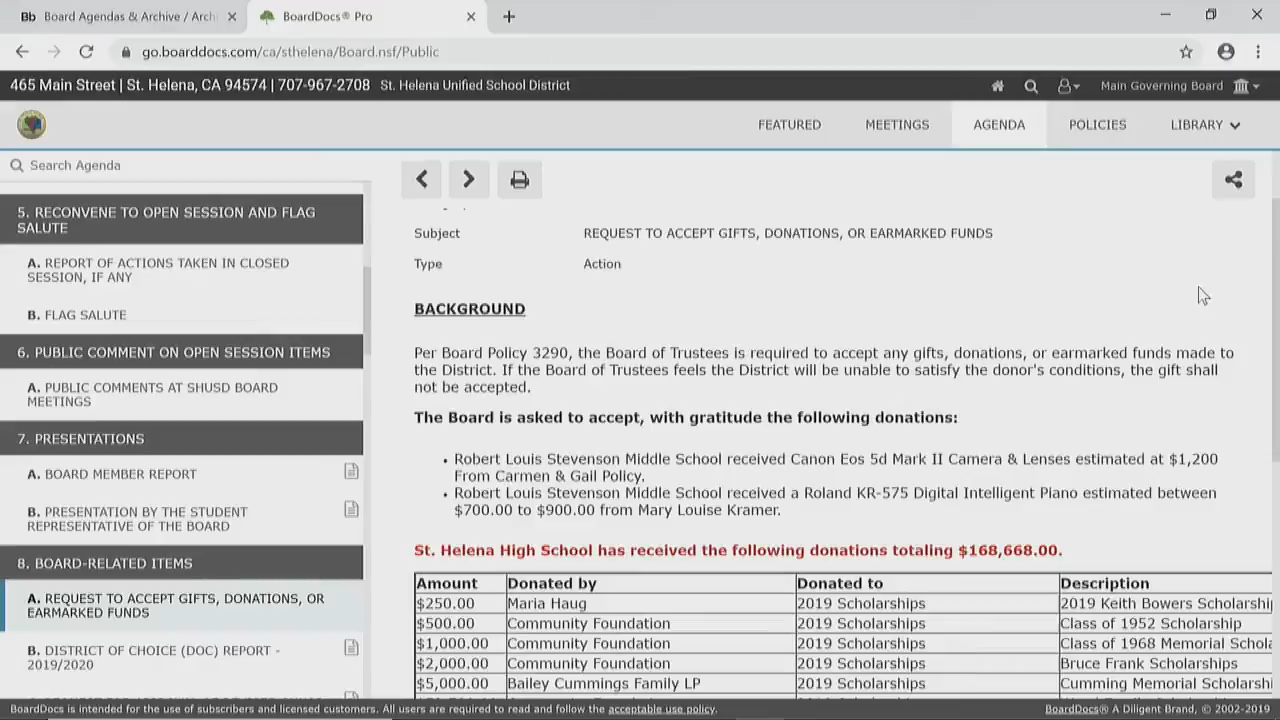 Bb Board Agendas & Archive / Arch
BoardDocs® Pro
go.boarddocs.com/ca/sthelena/Board.nsf/Public
465 Main Street | St. Helena, CA 94574 | 707-967-2708 St. Helena Unified School District
Main Governing Board
FEATURED MEETINGS AGENDA POLICIES LIBRARY
Search Agenda
5. RECONVENE TO OPEN SESSION AND FLAG
SALUTE
A. REPORT OF ACTIONS TAKEN IN CLOSED
SESSION, IF ANY
B. FLAG SALUTE
6. PUBLIC COMMENT ON OPEN SESSION ITEMS
A. PUBLIC COMMENTS AT SHUSD BOARD
MEETINGS
7. PRESENTATIONS
A. BOARD MEMBER REPORT
B. PRESENTATION BY THE STUDENT
REPRESENTATIVE OF THE BOARD
8. BOARD-RELATED ITEMS
A. REQUEST TO ACCEPT GIFTS, DONATIONS, OR
EARMARKED FUNDS
B. DISTRICT OF CHOICE (DOC) REPORT -
2019/2020
Subject REQUEST TO ACCEPT GIFTS, DONATIONS, OR EARMARKED FUNDS
Type Action
BACKGROUND
Per Board Policy 3290, the Board of Trustees is required to accept any gifts, donations, or earmarked funds made to
the District. If the Board of Trustees feels the District will be unable to satisfy the donor's conditions, the gift shall
not be accepted.
The Board is asked to accept, with gratitude the following donations:
• Robert Louis Stevenson Middle School received Canon Eos 5d Mark II Camera & Lenses estimated at $1,200
From Carmen & Gail Policy.
• Robert Louis Stevenson Middle School received a Roland KR-575 Digital Intelligent Piano estimated between
$700.00 to $900.00 from Mary Louise Kramer.
St. Helena High School has received the following donations totaling $168,668.00.
Amount Donated by Donated to Description
$250.00 Maria Haug 2019 Scholarships 2019 Keith Bowers Scholarshi
$500.00 Community Foundation 2019 Scholarships Class of 1952 Scholarship
$1,000.00 Community Foundation 2019 Scholarships Class of 1968 Memorial Schola
$2,000.00 Community Foundation 2019 Scholarships Bruce Frank Scholarships
$5,000.00 Bailey Cummings Family LP 2019 Scholarships Cumming Memorial Scholarshi
BoardDocs is intended for the use of subscribers and licensed customers. All users are required to read and follow the acceptable use policy.
BoardDocs® A Diligent Brand, © 2002-2019